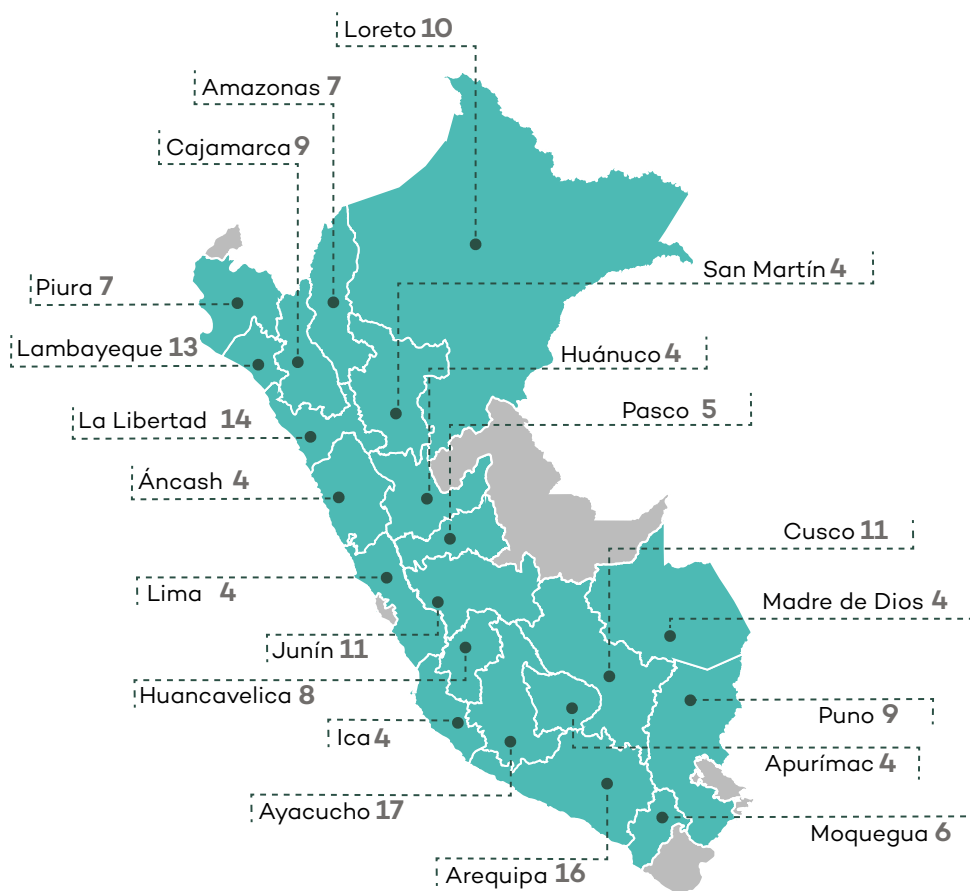 Loreto 10
Amazonas 7
Cajamarca 9
San Martín 4
Piura 7
Lambayeque 13
Huánuco 4
Pasco 5
La Libertad 14
Áncash 4
Cusco 11
Lima 4
Madre de Dios 4
Junín 11
Huancavelica 8
Puno 9
Ica 4
Apurímac 4
Ayacucho 17
Moquegua 6
Arequipa 16